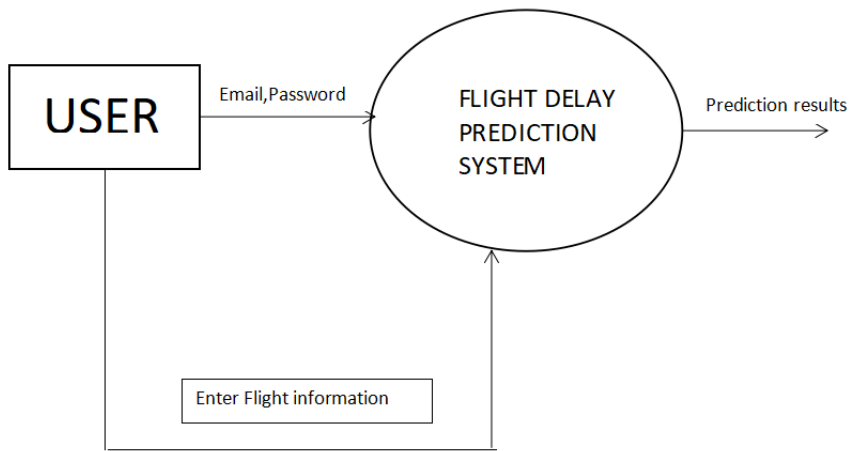 USER
Email,Password
FLIGHT DELAY
PREDICTION
SYSTEM
Prediction results
Enter Flight information